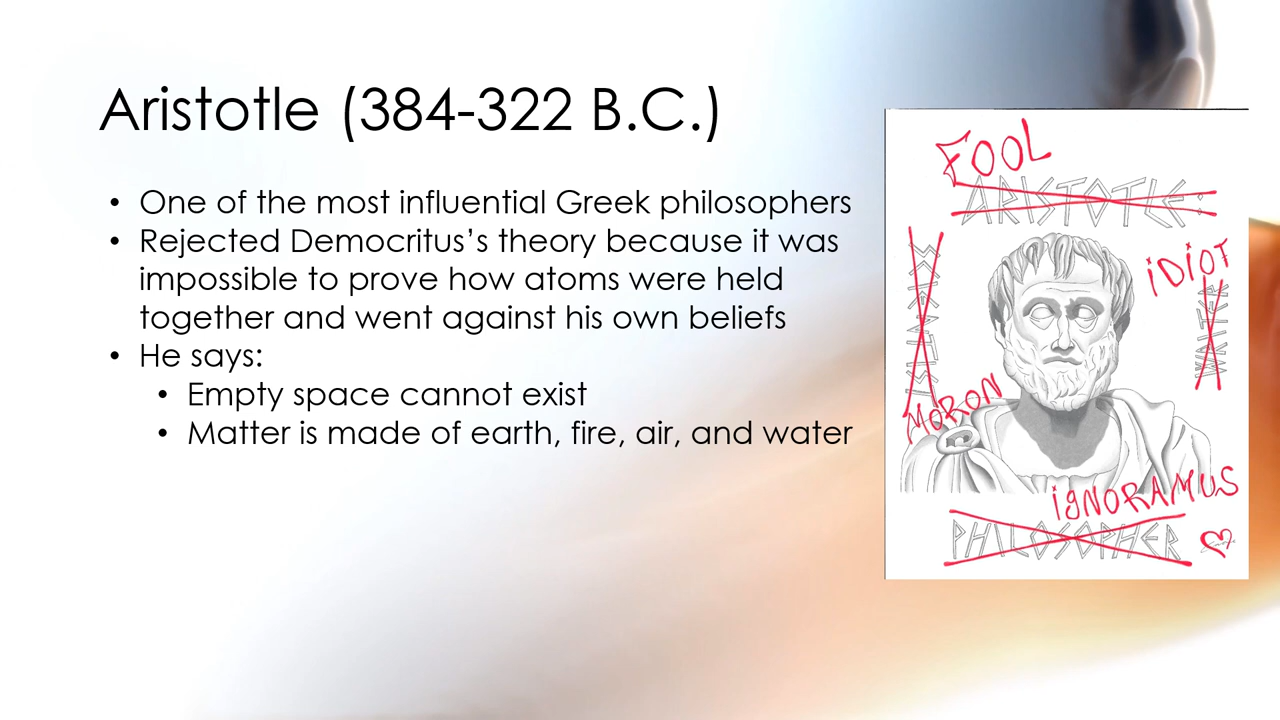 Aristotle (384-322 B.C.)
• One of the most influential Greek philosophers
• Rejected Democritus’s theory because it was
impossible to prove how atoms were held
together and went against his own beliefs
• He says:
• Empty space cannot exist
• Matter is made of earth, fire, air, and water
FOOL
ARISTOTLE:
iDiOT
WRITER
MORON
igNORAMUS
PHILOSOPHER